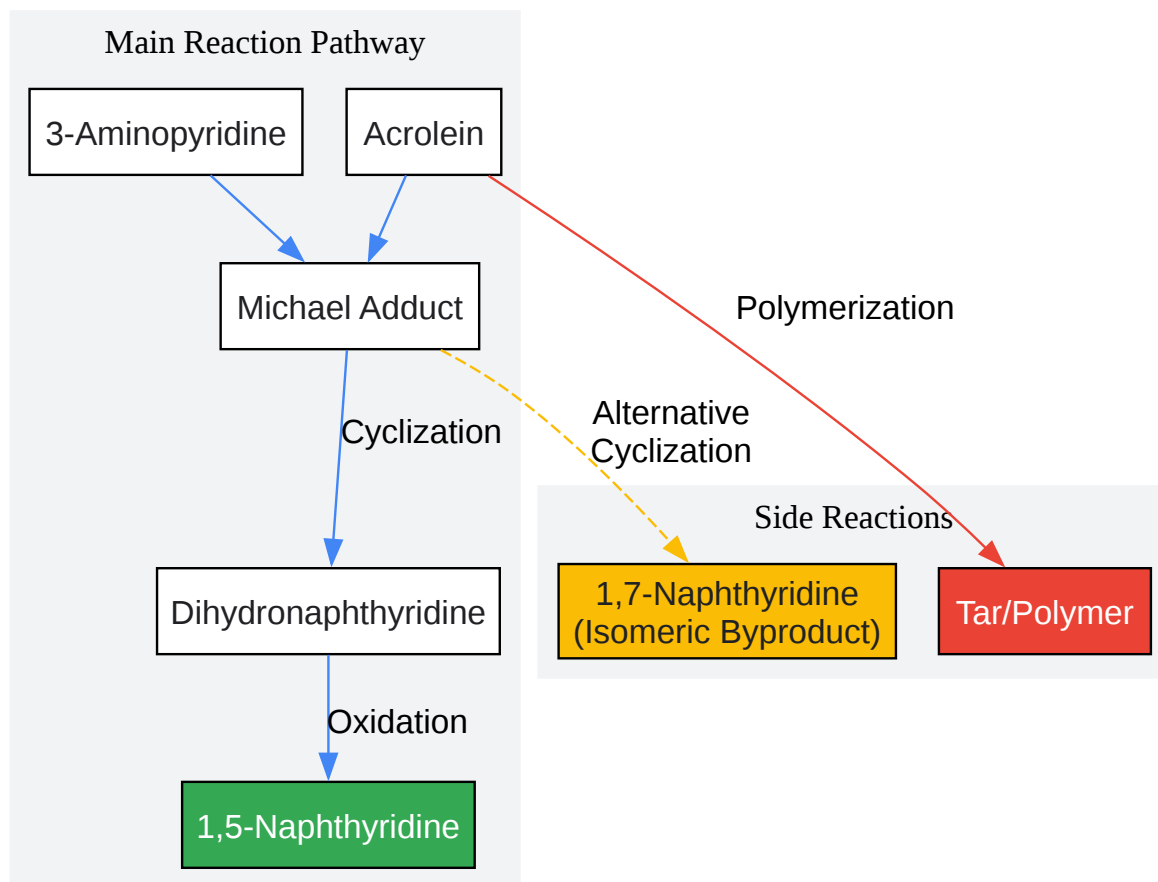 Main Reaction Pathway
3-Aminopyridine
Acrolein
Michael Adduct
Polymerization
Alternative
Cyclization
Cyclization
Side Reactions
1,7-Naphthyridine
(Isomeric Byproduct)
Tar/Polymer
Dihydronaphthyridine
Oxidation
1,5-Naphthyridine